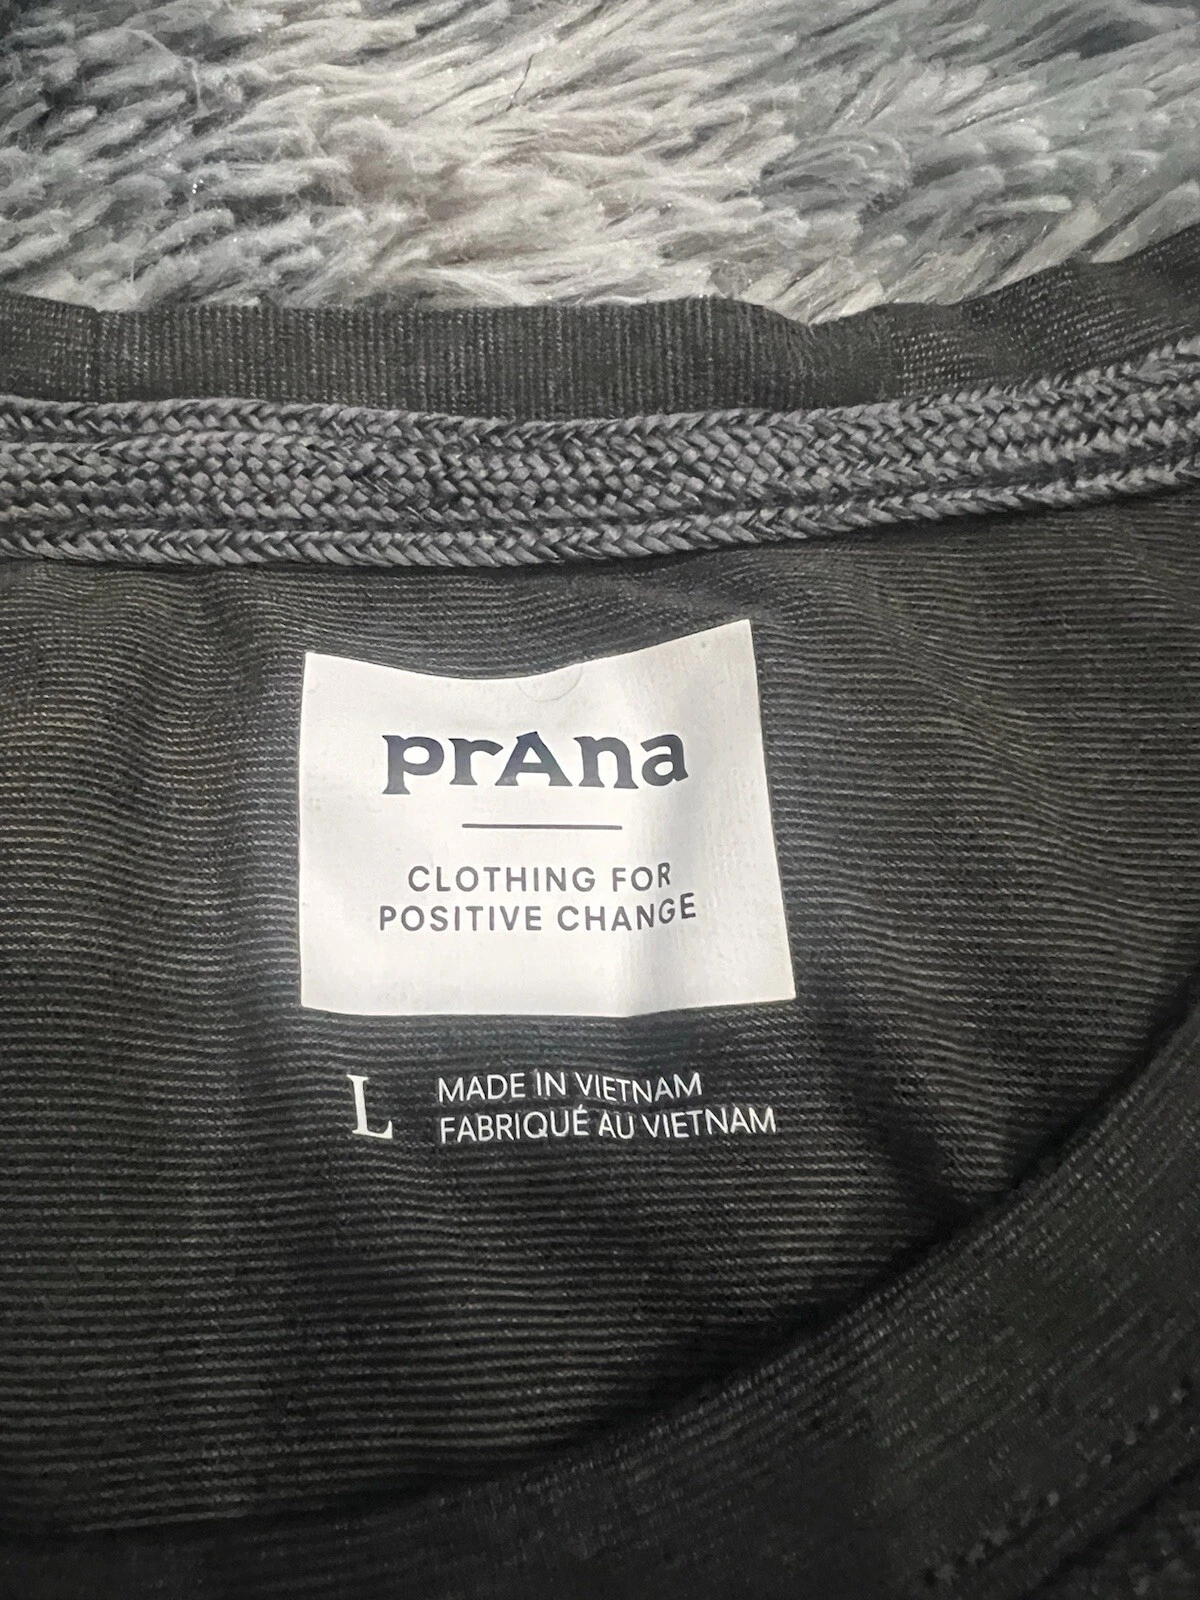 prAna
CLOTHING FOR
POSITIVE CHANGE
L MADE IN VIETNAM
FABRIQUÉ AU VIETNAM